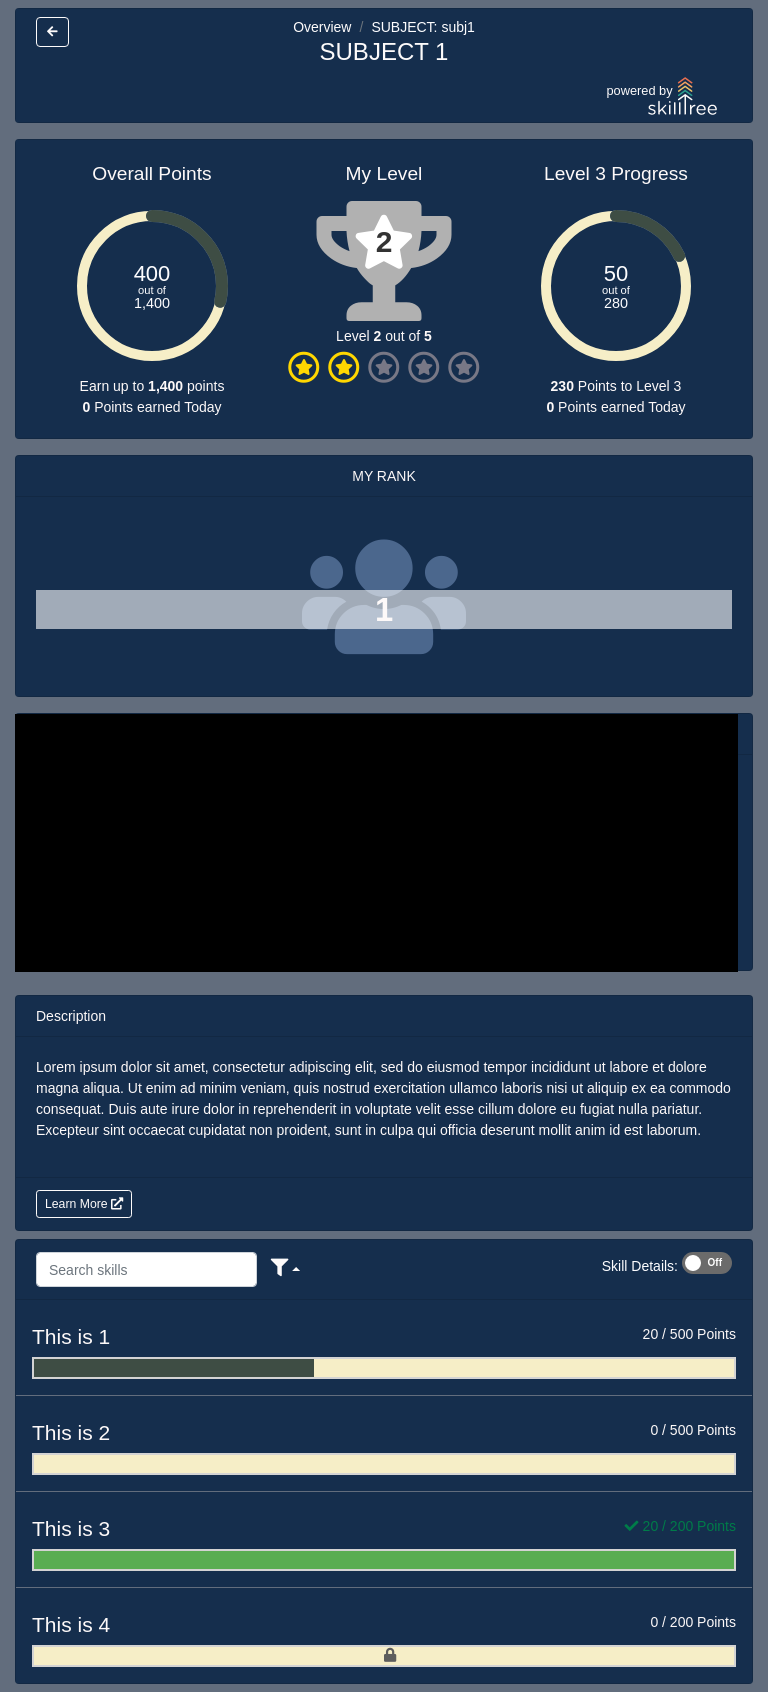 Overview / SUBJECT: subj1
SUBJECT 1
powered by
skilltree
Overall Points
400
out of
1,400
Earn up to 1,400 points
0 Points earned Today
My Level
2
Level 2 out of 5
Level 3 Progress
50
out of
280
230 Points to Level 3
0 Points earned Today
MY RANK
1
Description
Lorem ipsum dolor sit amet, consectetur adipiscing elit, sed do eiusmod tempor incididunt ut labore et dolore
magna aliqua. Ut enim ad minim veniam, quis nostrud exercitation ullamco laboris nisi ut aliquip ex ea commodo
consequat. Duis aute irure dolor in reprehenderit in voluptate velit esse cillum dolore eu fugiat nulla pariatur.
Excepteur sint occaecat cupidatat non proident, sunt in culpa qui officia deserunt mollit anim id est laborum.
Learn More
Search skills
Skill Details: Off
This is 1
20 / 500 Points
This is 2
0 / 500 Points
This is 3
20 / 200 Points
This is 4
0 / 200 Points